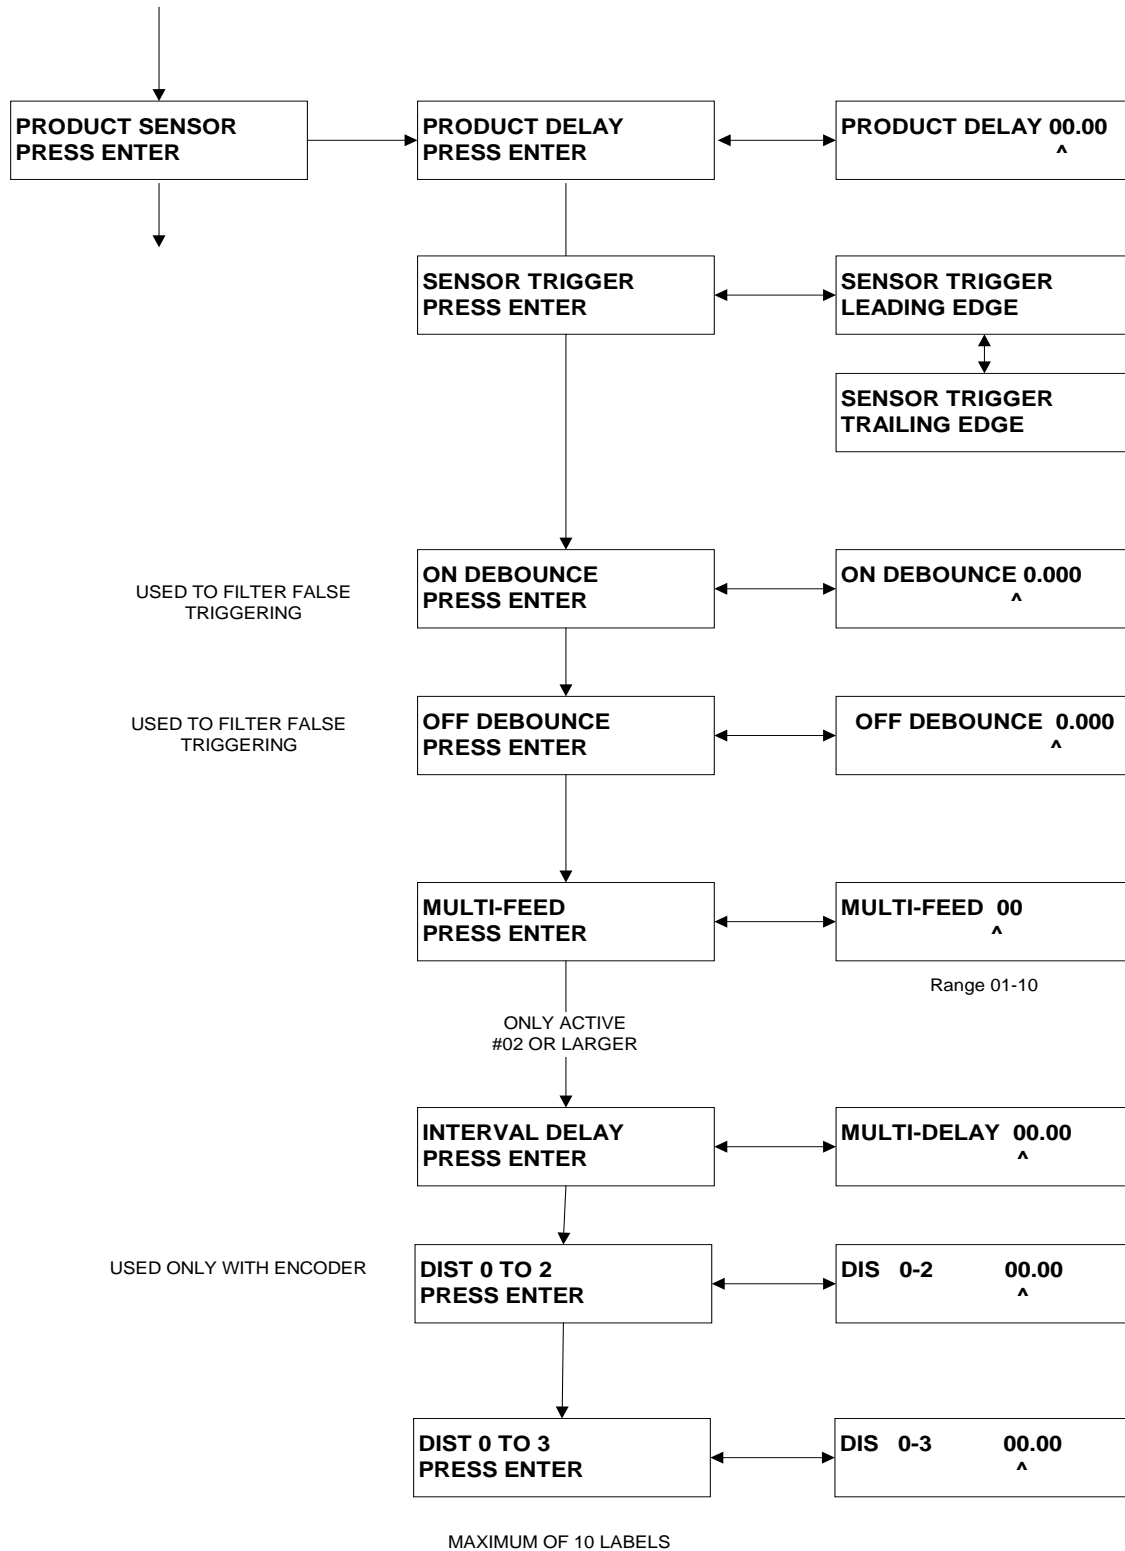 PRODUCT SENSOR
PRESS ENTER
PRODUCT DELAY
PRESS ENTER
PRODUCT DELAY 00.00
^
SENSOR TRIGGER
PRESS ENTER
SENSOR TRIGGER
LEADING EDGE
SENSOR TRIGGER
TRAILING EDGE
USED TO FILTER FALSE
TRIGGERING
ON DEBOUNCE
PRESS ENTER
ON DEBOUNCE 0.000
^
USED TO FILTER FALSE
TRIGGERING
OFF DEBOUNCE
PRESS ENTER
OFF DEBOUNCE 0.000
^
MULTI-FEED
PRESS ENTER
MULTI-FEED 00
^
Range 01-10
ONLY ACTIVE
#02 OR LARGER
INTERVAL DELAY
PRESS ENTER
MULTI-DELAY 00.00
^
USED ONLY WITH ENCODER
DIST 0 TO 2
PRESS ENTER
DIS 0-2 00.00
^
DIST 0 TO 3
PRESS ENTER
DIS 0-3 00.00
^
MAXIMUM OF 10 LABELS